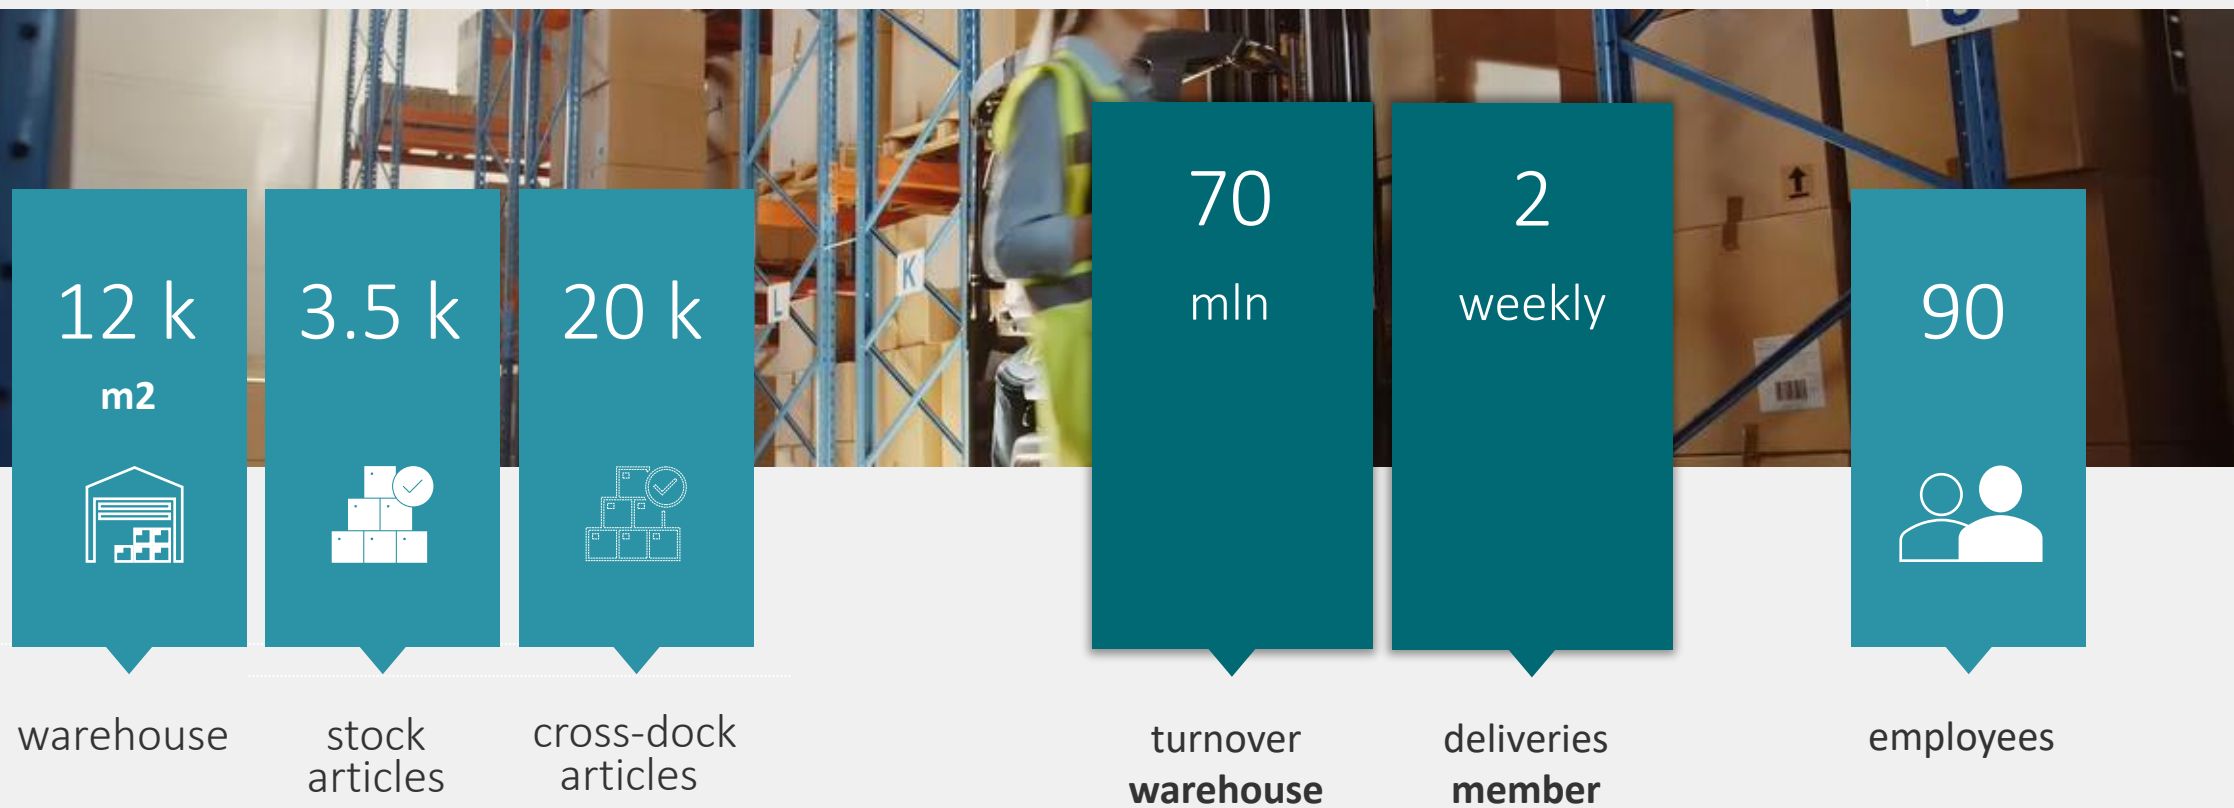 12 k
m2
warehouse
3.5 k
stock
articles
20 k
cross-dock
articles
L
K
70
mln
turnover
warehouse
2
weekly
deliveries
member
90
employees